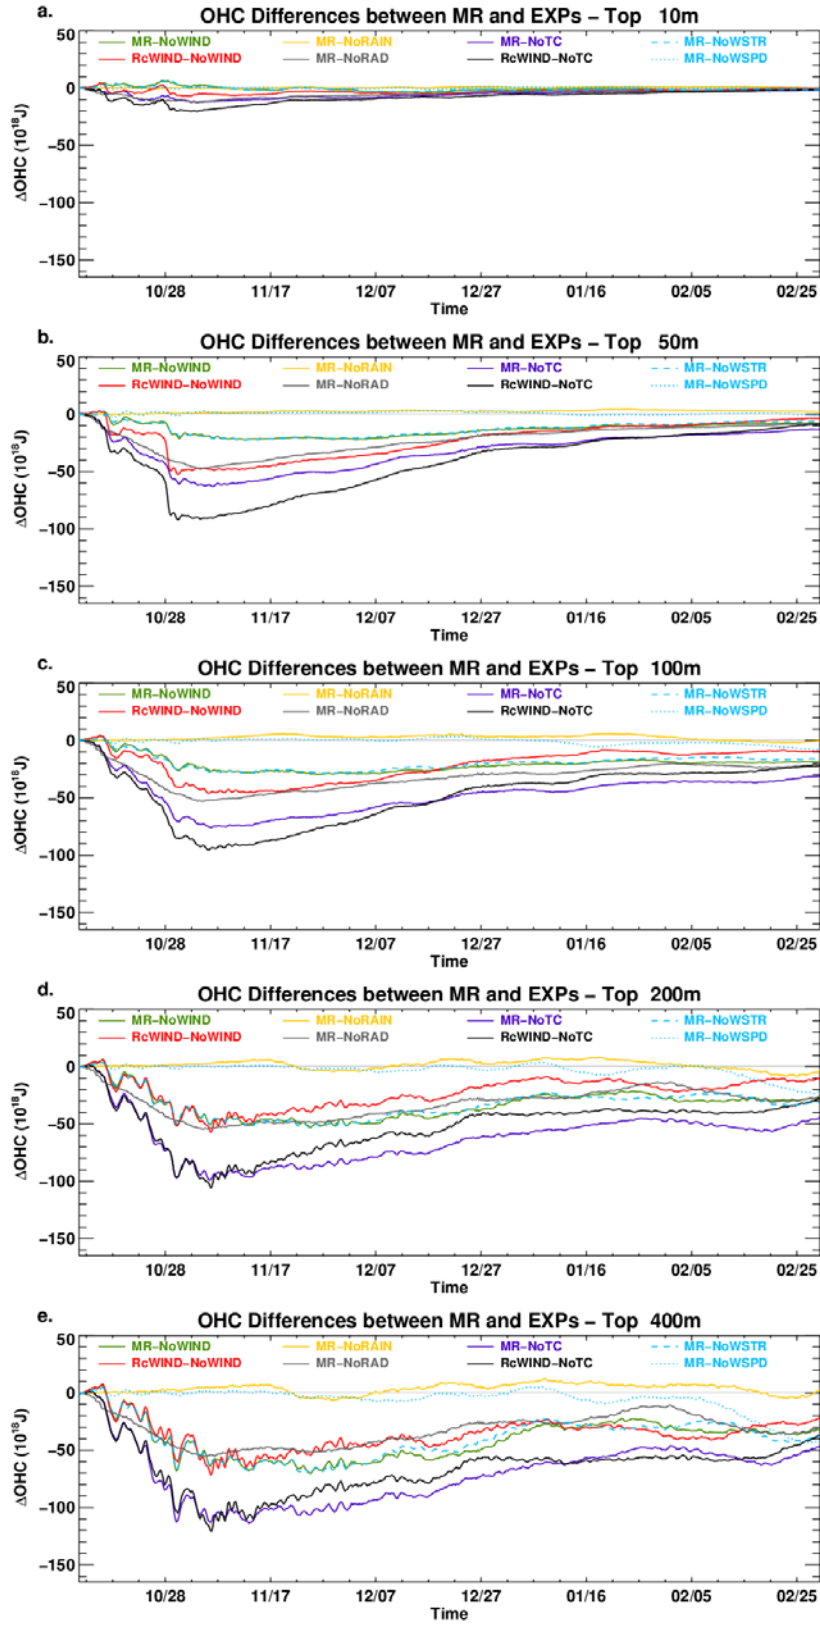 a.
OHC Differences between MR and EXPs – Top 10m
MR–NoWIND MR–NoRAIN MR–NoTC MR–NoWSTR
RcWIND–NoWIND MR–NoRAD RcWIND–NoTC MR–NoWSPD
50
0
−50
−100
−150
ΔOHC (10¹⁸J)
10/28 11/17 12/07 12/27 01/16 02/05 02/25
Time
b.
OHC Differences between MR and EXPs – Top 50m
MR–NoWIND MR–NoRAIN MR–NoTC MR–NoWSTR
RcWIND–NoWIND MR–NoRAD RcWIND–NoTC MR–NoWSPD
50
0
−50
−100
−150
ΔOHC (10¹⁸J)
10/28 11/17 12/07 12/27 01/16 02/05 02/25
Time
c.
OHC Differences between MR and EXPs – Top 100m
MR–NoWIND MR–NoRAIN MR–NoTC MR–NoWSTR
RcWIND–NoWIND MR–NoRAD RcWIND–NoTC MR–NoWSPD
50
0
−50
−100
−150
ΔOHC (10¹⁸J)
10/28 11/17 12/07 12/27 01/16 02/05 02/25
Time
d.
OHC Differences between MR and EXPs – Top 200m
MR–NoWIND MR–NoRAIN MR–NoTC MR–NoWSTR
RcWIND–NoWIND MR–NoRAD RcWIND–NoTC MR–NoWSPD
50
0
−50
−100
−150
ΔOHC (10¹⁸J)
10/28 11/17 12/07 12/27 01/16 02/05 02/25
Time
e.
OHC Differences between MR and EXPs – Top 400m
MR–NoWIND MR–NoRAIN MR–NoTC MR–NoWSTR
RcWIND–NoWIND MR–NoRAD RcWIND–NoTC MR–NoWSPD
50
0
−50
−100
−150
ΔOHC (10¹⁸J)
10/28 11/17 12/07 12/27 01/16 02/05 02/25
Time